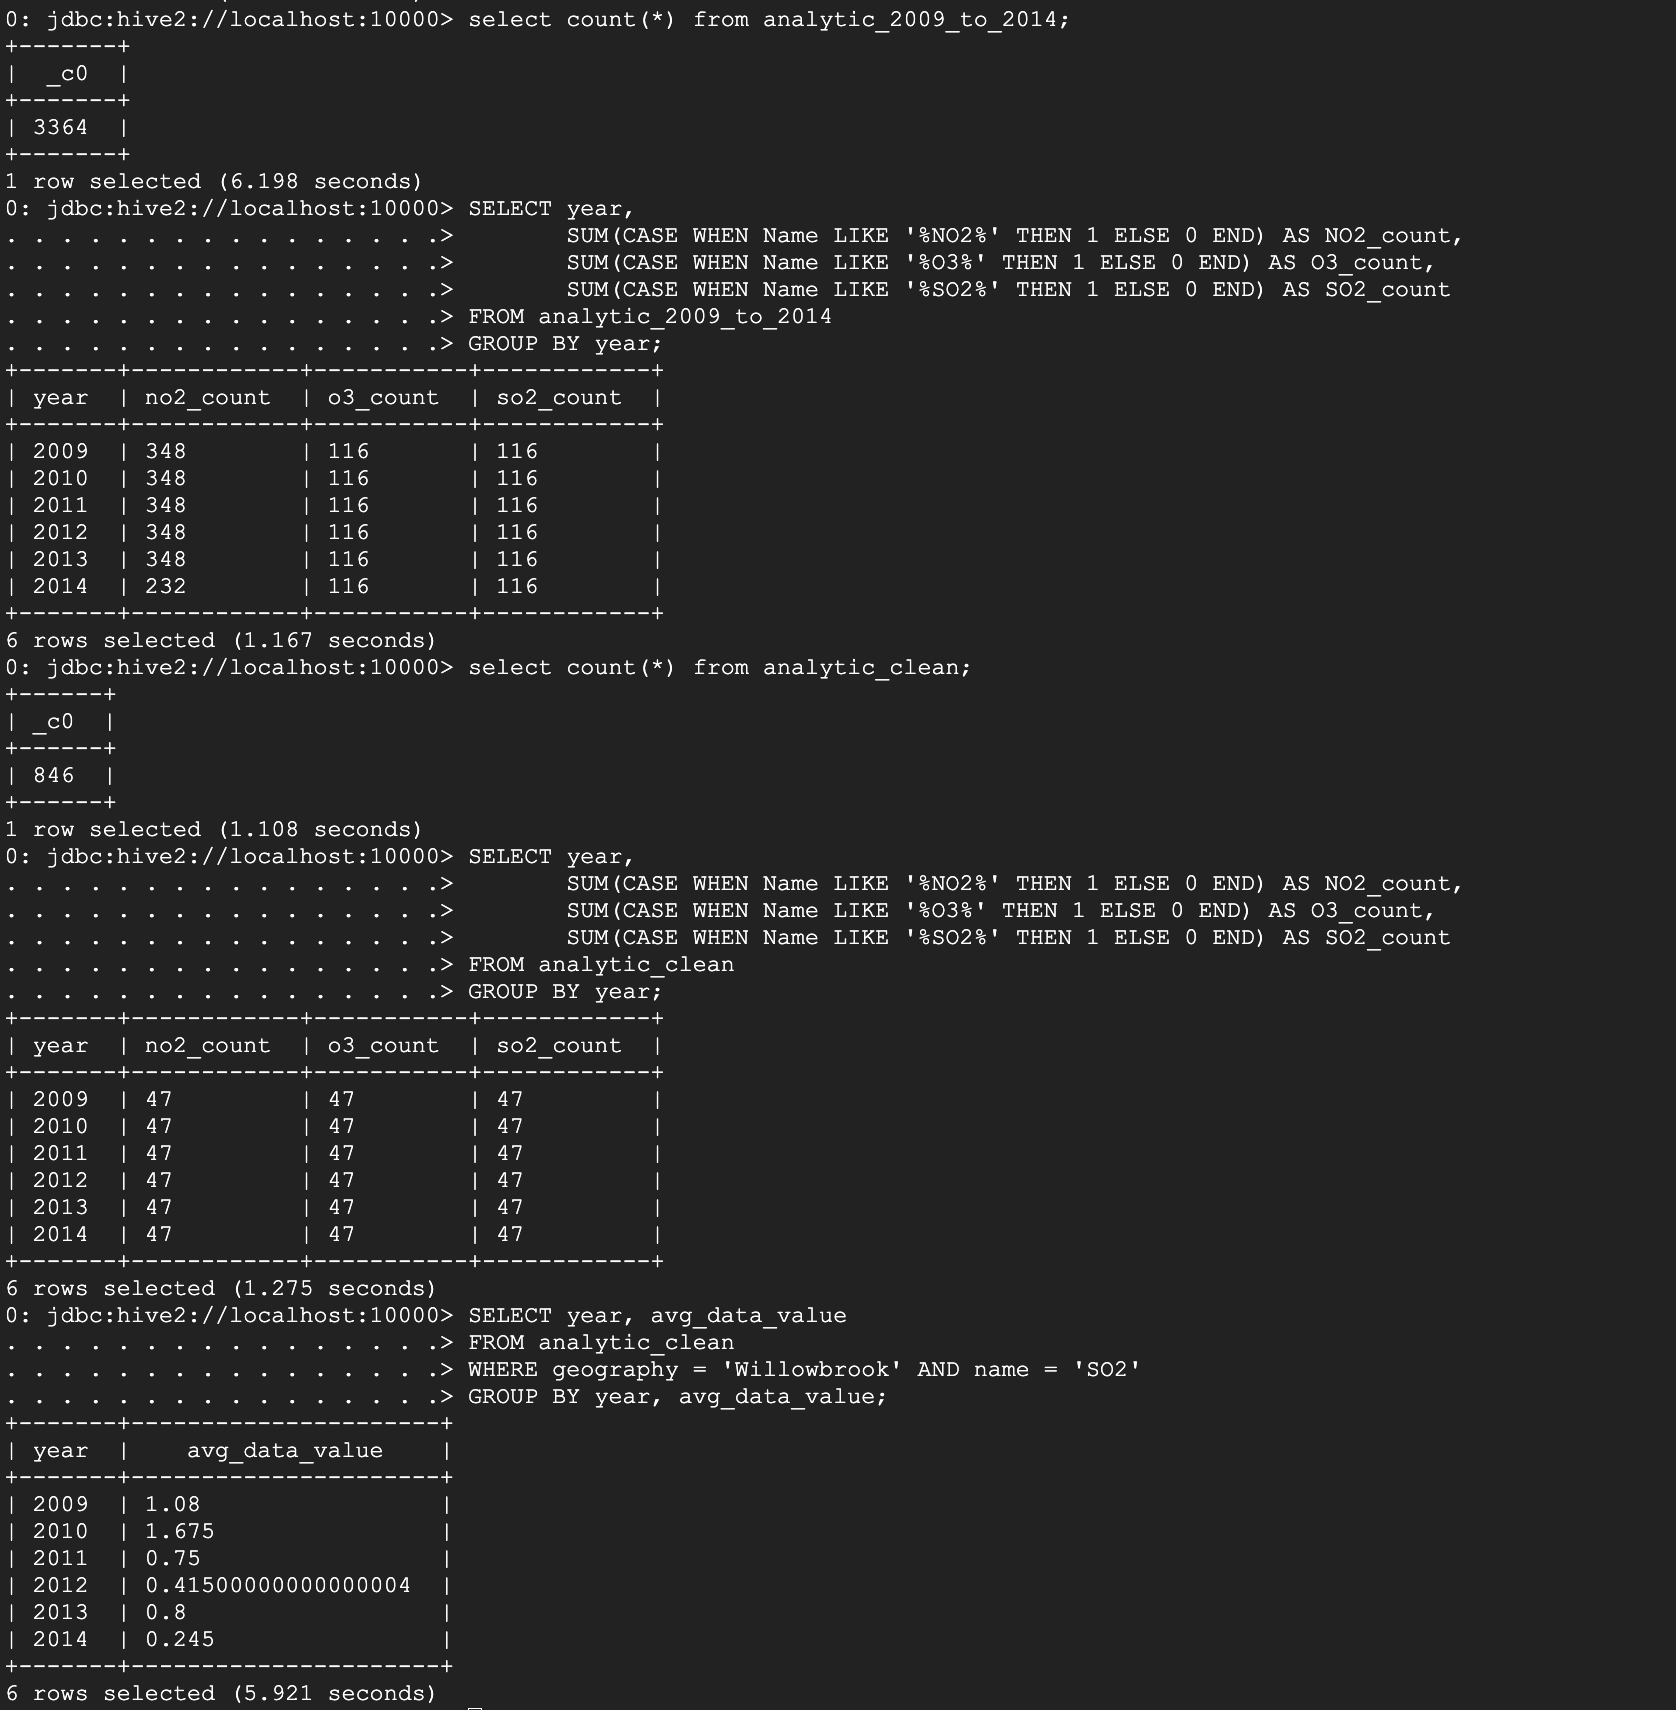 0: jdbc:hive2://localhost:10000> select count(*) from analytic_2009_to_2014;
+-------+
|  _c0  |
+-------+
| 3364  |
+-------+
1 row selected (6.198 seconds)
0: jdbc:hive2://localhost:10000> SELECT year,
. . . . . . . . . . . . . . . .>        SUM(CASE WHEN Name LIKE '%NO2%' THEN 1 ELSE 0 END) AS NO2_count,
. . . . . . . . . . . . . . . .>        SUM(CASE WHEN Name LIKE '%O3%' THEN 1 ELSE 0 END) AS O3_count,
. . . . . . . . . . . . . . . .>        SUM(CASE WHEN Name LIKE '%SO2%' THEN 1 ELSE 0 END) AS SO2_count
. . . . . . . . . . . . . . . .> FROM analytic_2009_to_2014
. . . . . . . . . . . . . . . .> GROUP BY year;
+-------+------------+-----------+------------+
| year  | no2_count  | o3_count  | so2_count  |
+-------+------------+-----------+------------+
| 2009  | 348        | 116       | 116        |
| 2010  | 348        | 116       | 116        |
| 2011  | 348        | 116       | 116        |
| 2012  | 348        | 116       | 116        |
| 2013  | 348        | 116       | 116        |
| 2014  | 232        | 116       | 116        |
+-------+------------+-----------+------------+
6 rows selected (1.167 seconds)
0: jdbc:hive2://localhost:10000> select count(*) from analytic_clean;
+------+
| _c0  |
+------+
| 846  |
+------+
1 row selected (1.108 seconds)
0: jdbc:hive2://localhost:10000> SELECT year,
. . . . . . . . . . . . . . . .>        SUM(CASE WHEN Name LIKE '%NO2%' THEN 1 ELSE 0 END) AS NO2_count,
. . . . . . . . . . . . . . . .>        SUM(CASE WHEN Name LIKE '%O3%' THEN 1 ELSE 0 END) AS O3_count,
. . . . . . . . . . . . . . . .>        SUM(CASE WHEN Name LIKE '%SO2%' THEN 1 ELSE 0 END) AS SO2_count
. . . . . . . . . . . . . . . .> FROM analytic_clean
. . . . . . . . . . . . . . . .> GROUP BY year;
+-------+------------+-----------+------------+
| year  | no2_count  | o3_count  | so2_count  |
+-------+------------+-----------+------------+
| 2009  | 47         | 47        | 47         |
| 2010  | 47         | 47        | 47         |
| 2011  | 47         | 47        | 47         |
| 2012  | 47         | 47        | 47         |
| 2013  | 47         | 47        | 47         |
| 2014  | 47         | 47        | 47         |
+-------+------------+-----------+------------+
6 rows selected (1.275 seconds)
0: jdbc:hive2://localhost:10000> SELECT year, avg_data_value
. . . . . . . . . . . . . . . .> FROM analytic_clean
. . . . . . . . . . . . . . . .> WHERE geography = 'Willowbrook' AND name = 'SO2'
. . . . . . . . . . . . . . . .> GROUP BY year, avg_data_value;
+-------+----------------------+
| year  |    avg_data_value    |
+-------+----------------------+
| 2009  | 1.08                 |
| 2010  | 1.675                |
| 2011  | 0.75                 |
| 2012  | 0.41500000000000004  |
| 2013  | 0.8                  |
| 2014  | 0.245                |
+-------+----------------------+
6 rows selected (5.921 seconds)